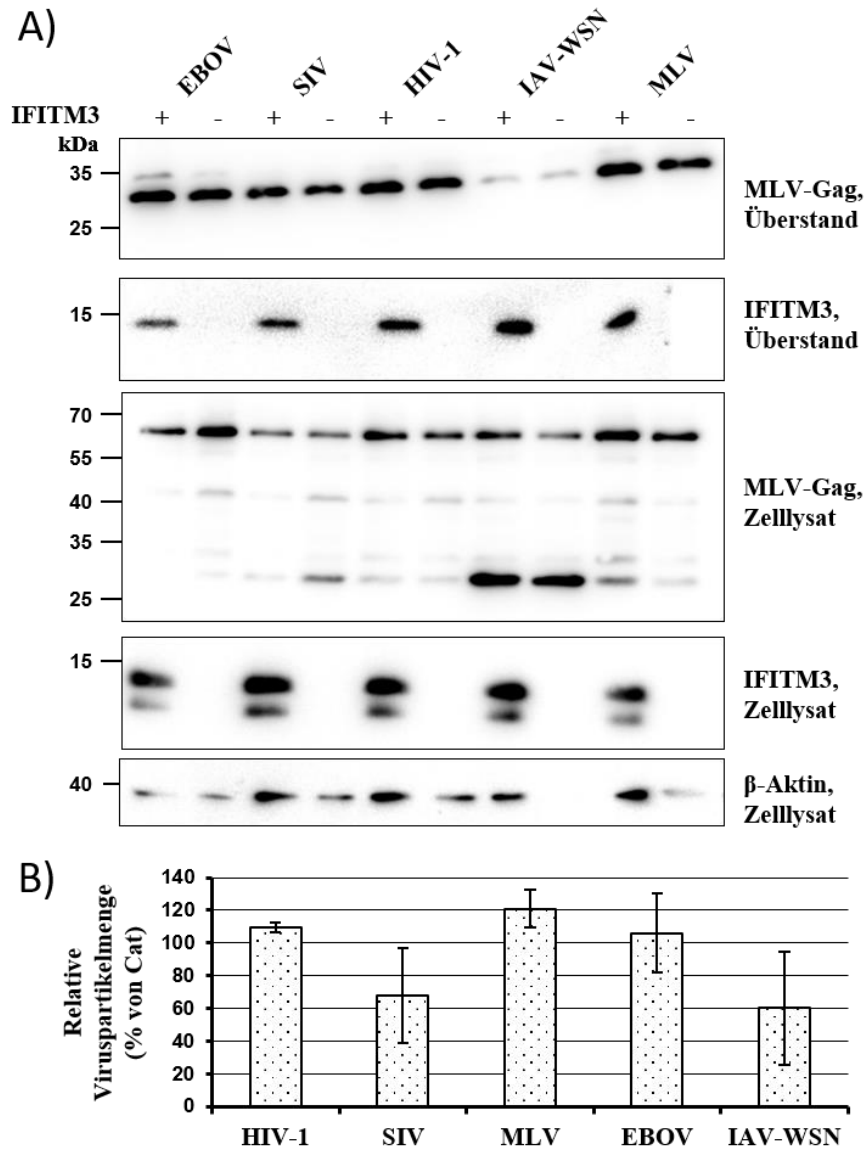 A)
EBOV SIV HIV-1 IAV-WSN MLV
IFITM3 + - + - + - + - + -
kDa
35
25
MLV-Gag,
Überstand
15
IFITM3,
Überstand
70
55
40
35
25
MLV-Gag,
Zelllysat
15
IFITM3,
Zelllysat
40
β-Aktin,
Zelllysat
B)
Relative
Viruspartikelmenge
(% von Cat)
140
120
100
80
60
40
20
0
HIV-1 SIV MLV EBOV IAV-WSN